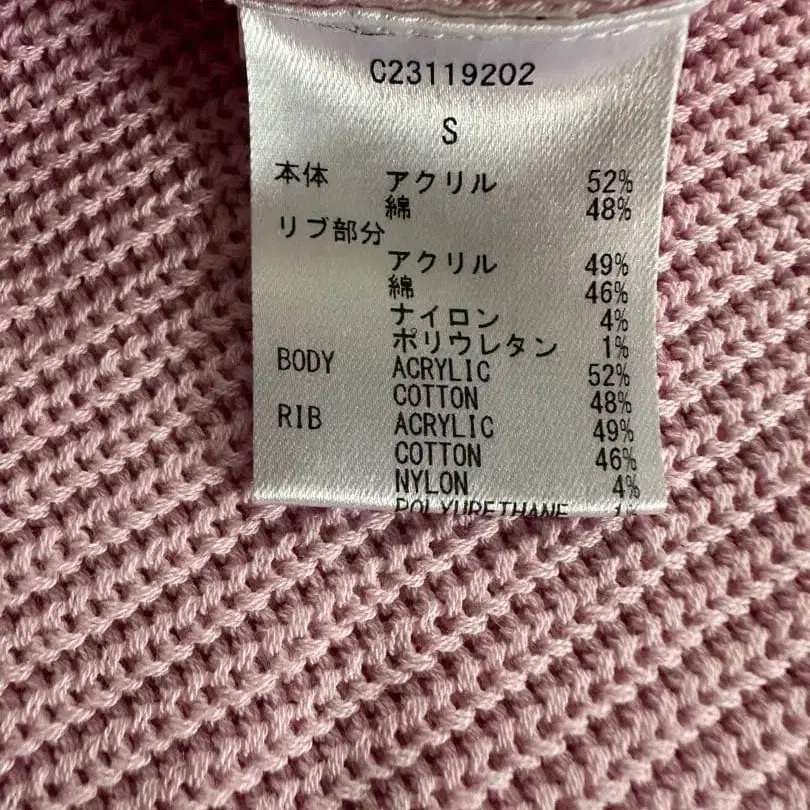 C23119202
S
本体 アクリル 52%
綿 48%
リブ部分
アクリル 49%
綿 46%
ナイロン 4%
ポリウレタン 1%
BODY ACRYLIC 52%
COTTON 48%
RIB ACRYLIC 49%
COTTON 46%
NYLON 4%
POLYURETHANE 1%